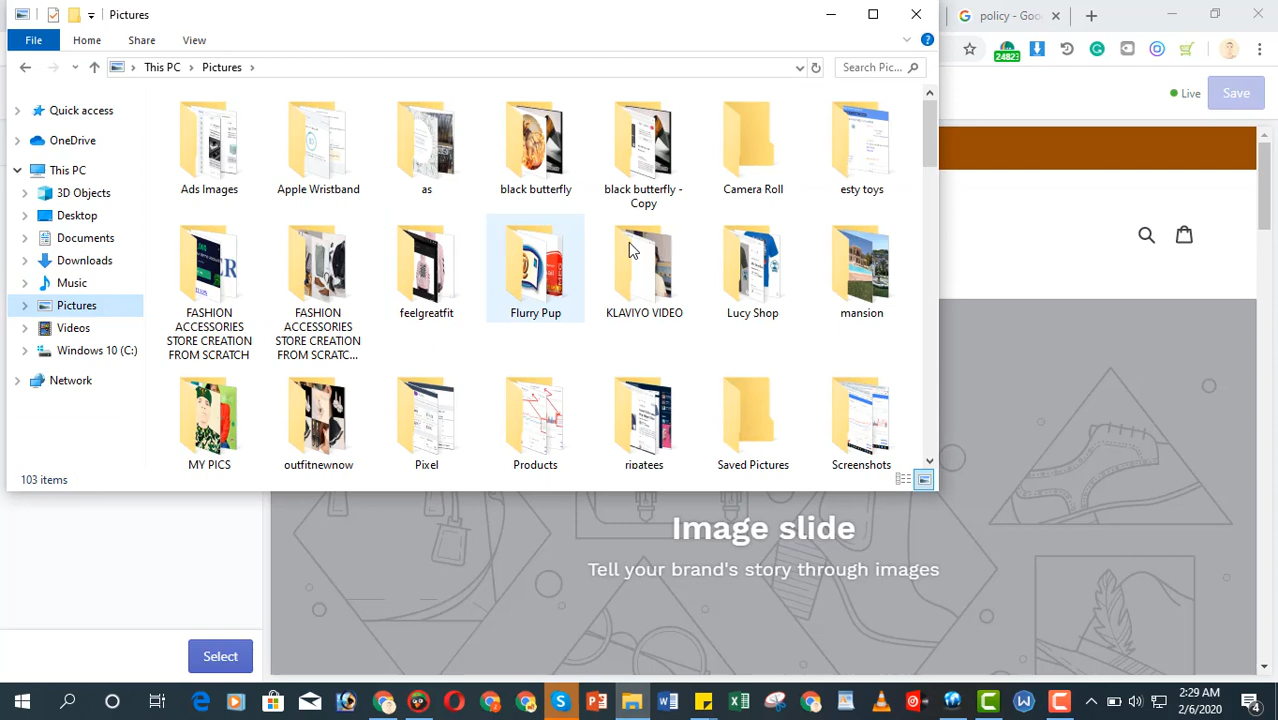 Pictures
policy - Goo
File
Home
Share
View
This PC
Pictures
Search Pic...
24823
Live
Save
Quick access
OneDrive
This PC
3D Objects
Desktop
Documents
Downloads
Music
Pictures
Videos
Windows 10 (C:)
Network
Ads Images
Apple Wristband
as
black butterfly
black butterfly -
Copy
Camera Roll
esty toys
FASHION
ACCESSORIES
STORE CREATION
FROM SCRATCH
FASHION
ACCESSORIES
STORE CREATION
FROM SCRATC...
feelgreatfit
Flurry Pup
KLAVIYO VIDEO
Lucy Shop
mansion
MY PICS
outfitnewnow
Pixel
Products
rioatees
Saved Pictures
Screenshots
103 items
Image slide
Tell your brand's story through images
Select
2:29 AM
2/6/2020